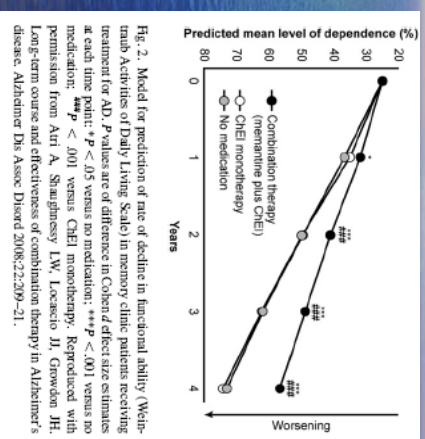 Predicted mean level of dependence (%)
20
30
40
50
60
70
80
*
***
###
***
###
***
###
Worsening
Combination therapy
(memantine plus ChEI)
ChEI monotherapy
No medication
0
1
2
3
4
Years
Fig. 2. Model for prediction of rate of decline in functional ability (Wein-
traub Activities of Daily Living Scale) in memory clinic patients receiving
treatment for AD. P values are of difference in Cohen d effect size estimates
at each time point: *P < .05 versus no medication; ***P < .001 versus no
medication; ###P < .001 versus ChEI monotherapy. Reproduced with
permission from Atri A, Shaughnessy LW, Locascio JJ, Growdon JH.
Long-term course and effectiveness of combination therapy in Alzheimer's
disease. Alzheimer Dis Assoc Disord 2008;22:209–21.